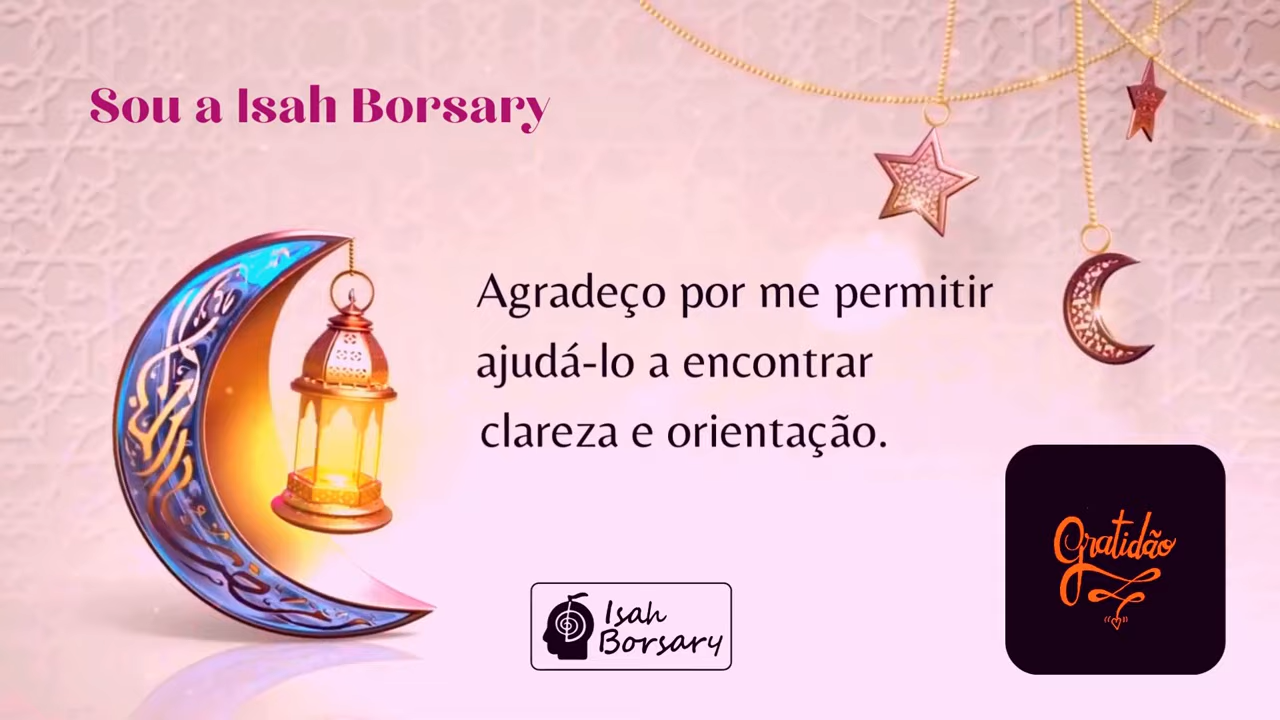 Sou a Isah Borsary
Agradeço por me permitir
ajudá-lo a encontrar
clareza e orientação.
Gratidão
Isah
Borsary